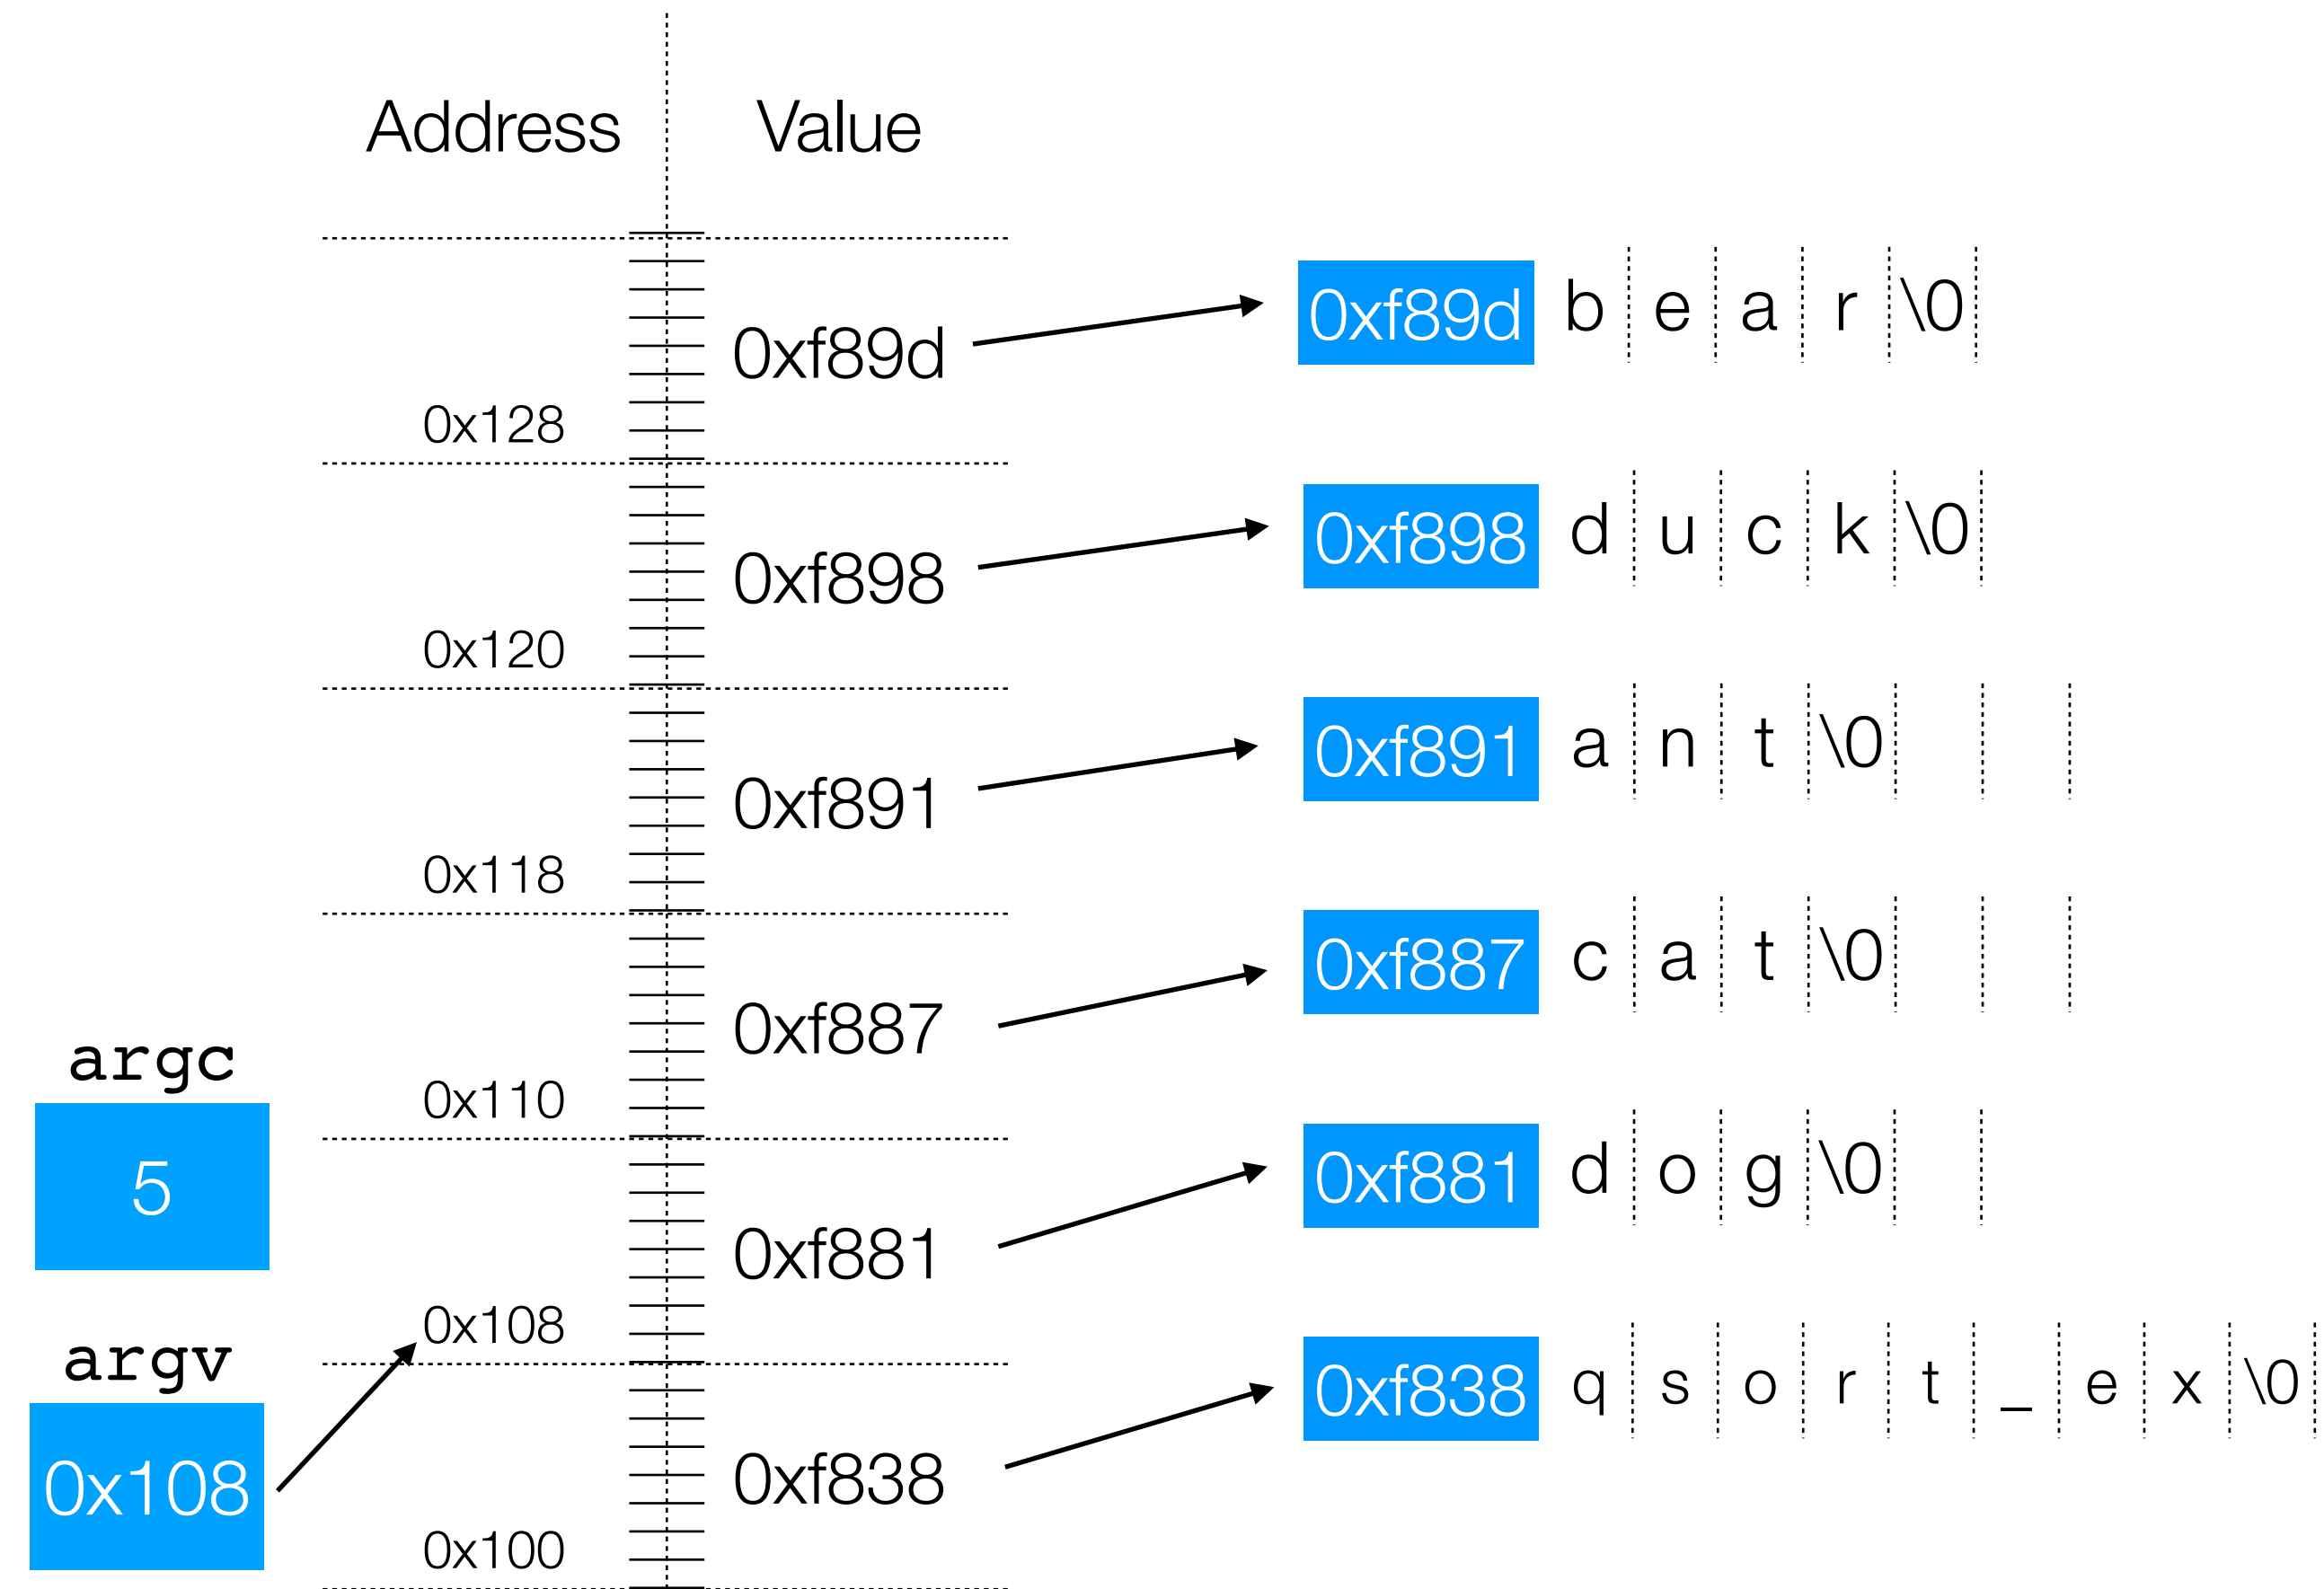 Address Value
0xf89d 0xf89d b e a r \0
0x128
0xf898 0xf898 d u c k \0
0x120
0xf891 0xf891 a n t \0
0x118
0xf887 0xf887 c a t \0
argc
0x110
5
0xf881 0xf881 d o g \0
0x108
argv
0x108
0xf838 0xf838 q s o r t _ e x \0
0x100